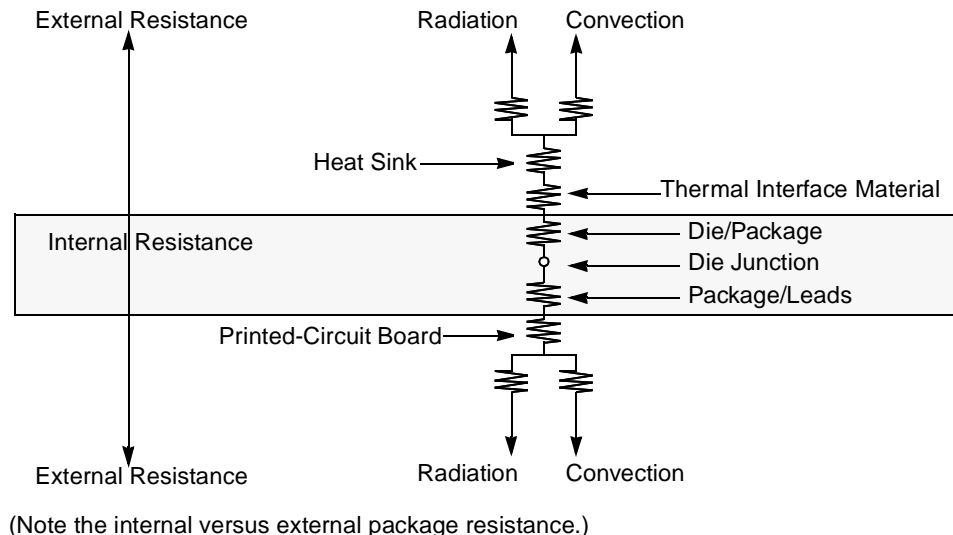 External Resistance
Radiation
Convection
Heat Sink
Thermal Interface Material
Internal Resistance
Die/Package
Die Junction
Package/Leads
Printed-Circuit Board
External Resistance
Radiation
Convection
(Note the internal versus external package resistance.)